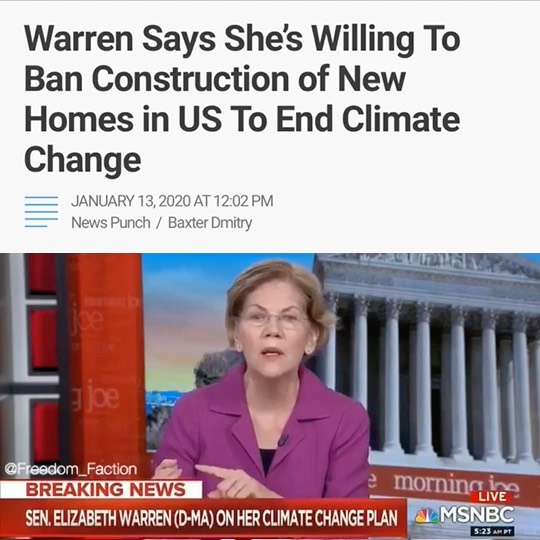 Warren Says She's Willing To
Ban Construction of New
Homes in US To End Climate
Change
JANUARY 13, 2020 AT 12:02 PM
News Punch / Baxter Dmitry
joe
g joe
@Freedom_Faction
morning joe
BREAKING NEWS
LIVE
SEN. ELIZABETH WARREN (D-MA) ON HER CLIMATE CHANGE PLAN
MSNBC
5:23 AM PT